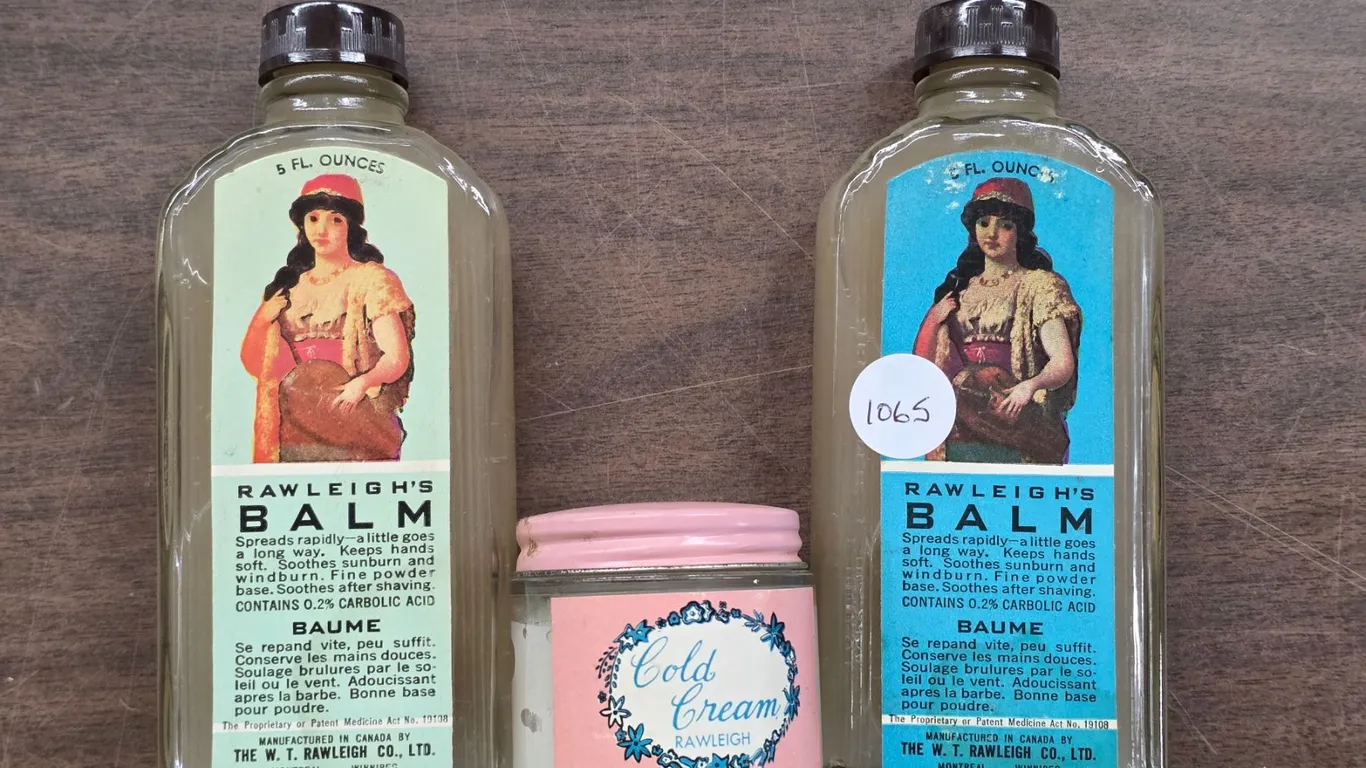 5 FL. OUNCES
RAWLEIGH'S
BALM
Spreads rapidly—a little goes
a long way. Keeps hands
soft. Soothes sunburn and
windburn. Fine powder
base. Soothes after shaving.
CONTAINS 0.2% CARBOLIC ACID
BAUME
Se repand vite, peu suffit.
Conserve les mains douces.
Soulage brulures par le so-
leil ou le vent. Adoucissant
apres la barbe. Bonne base
pour poudre.
The Proprietary or Patent Medicine Act No. 19108
MANUFACTURED IN CANADA BY
THE W. T. RAWLEIGH CO., LTD.
MONTREAL WINNIPEG
Cold
Cream
RAWLEIGH
FL. OUNCES
1065
RAWLEIGH'S
BALM
Spreads rapidly—a little goes
a long way. Keeps hands
soft. Soothes sunburn and
windburn. Fine powder
base. Soothes after shaving.
CONTAINS 0.2% CARBOLIC ACID
BAUME
Se repand vite, peu suffit.
Conserve les mains douces.
Soulage brulures par le so-
leil ou le vent. Adoucissant
apres la barbe. Bonne base
pour poudre.
The Proprietary or Patent Medicine Act No. 19108
MANUFACTURED IN CANADA BY
THE W. T. RAWLEIGH CO., LTD.
MONTREAL WINNIPEG